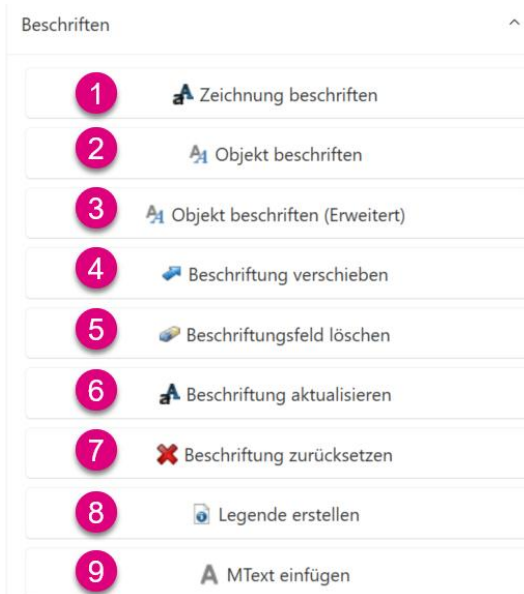 Beschriften
1 Zeichnung beschriften
2 Objekt beschriften
3 Objekt beschriften (Erweitert)
4 Beschriftung verschieben
5 Beschriftungsfeld löschen
6 Beschriftung aktualisieren
7 Beschriftung zurücksetzen
8 Legende erstellen
9 MText einfügen